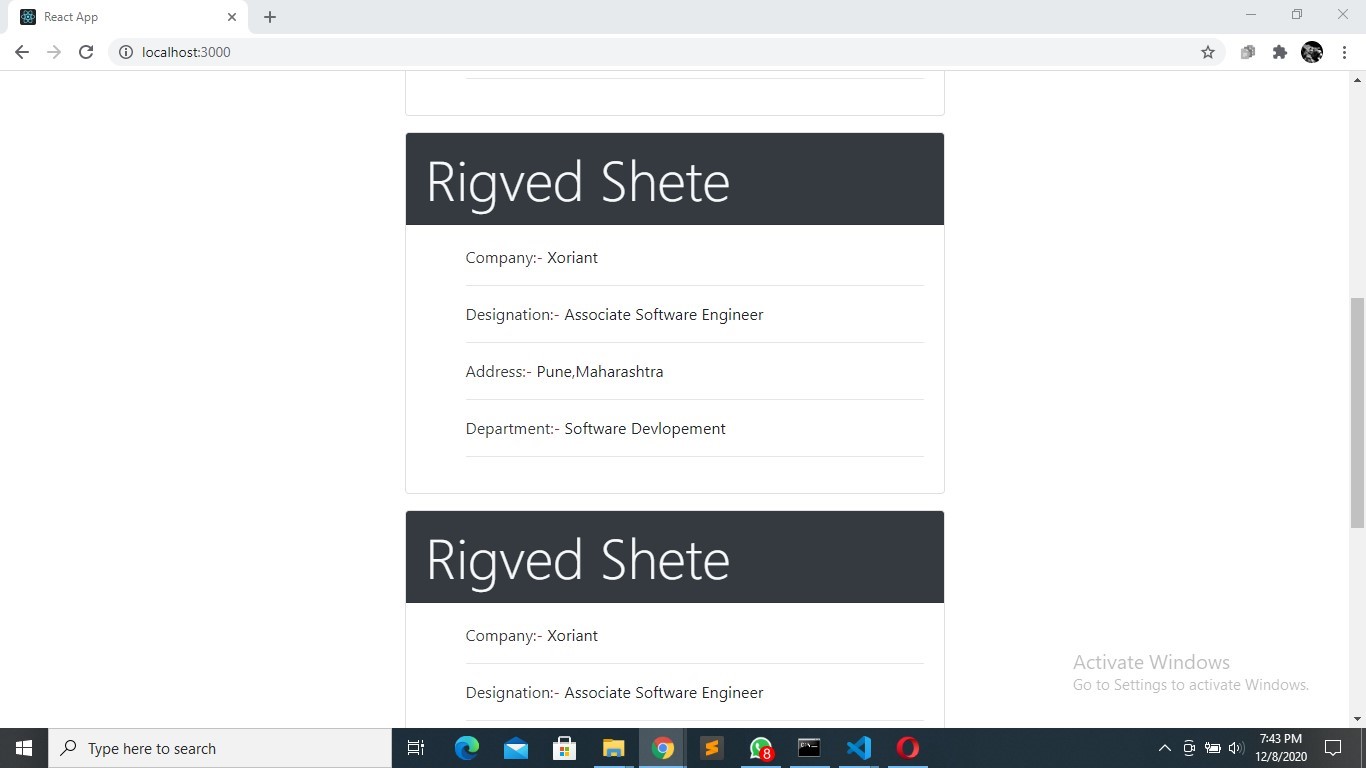 React App
localhost:3000
Rigved Shete
Company:- Xoriant
Designation:- Associate Software Engineer
Address:- Pune,Maharashtra
Department:- Software Devlopement
Rigved Shete
Company:- Xoriant
Designation:- Associate Software Engineer
Activate Windows
Go to Settings to activate Windows.
Type here to search
8
7:43 PM
12/8/2020